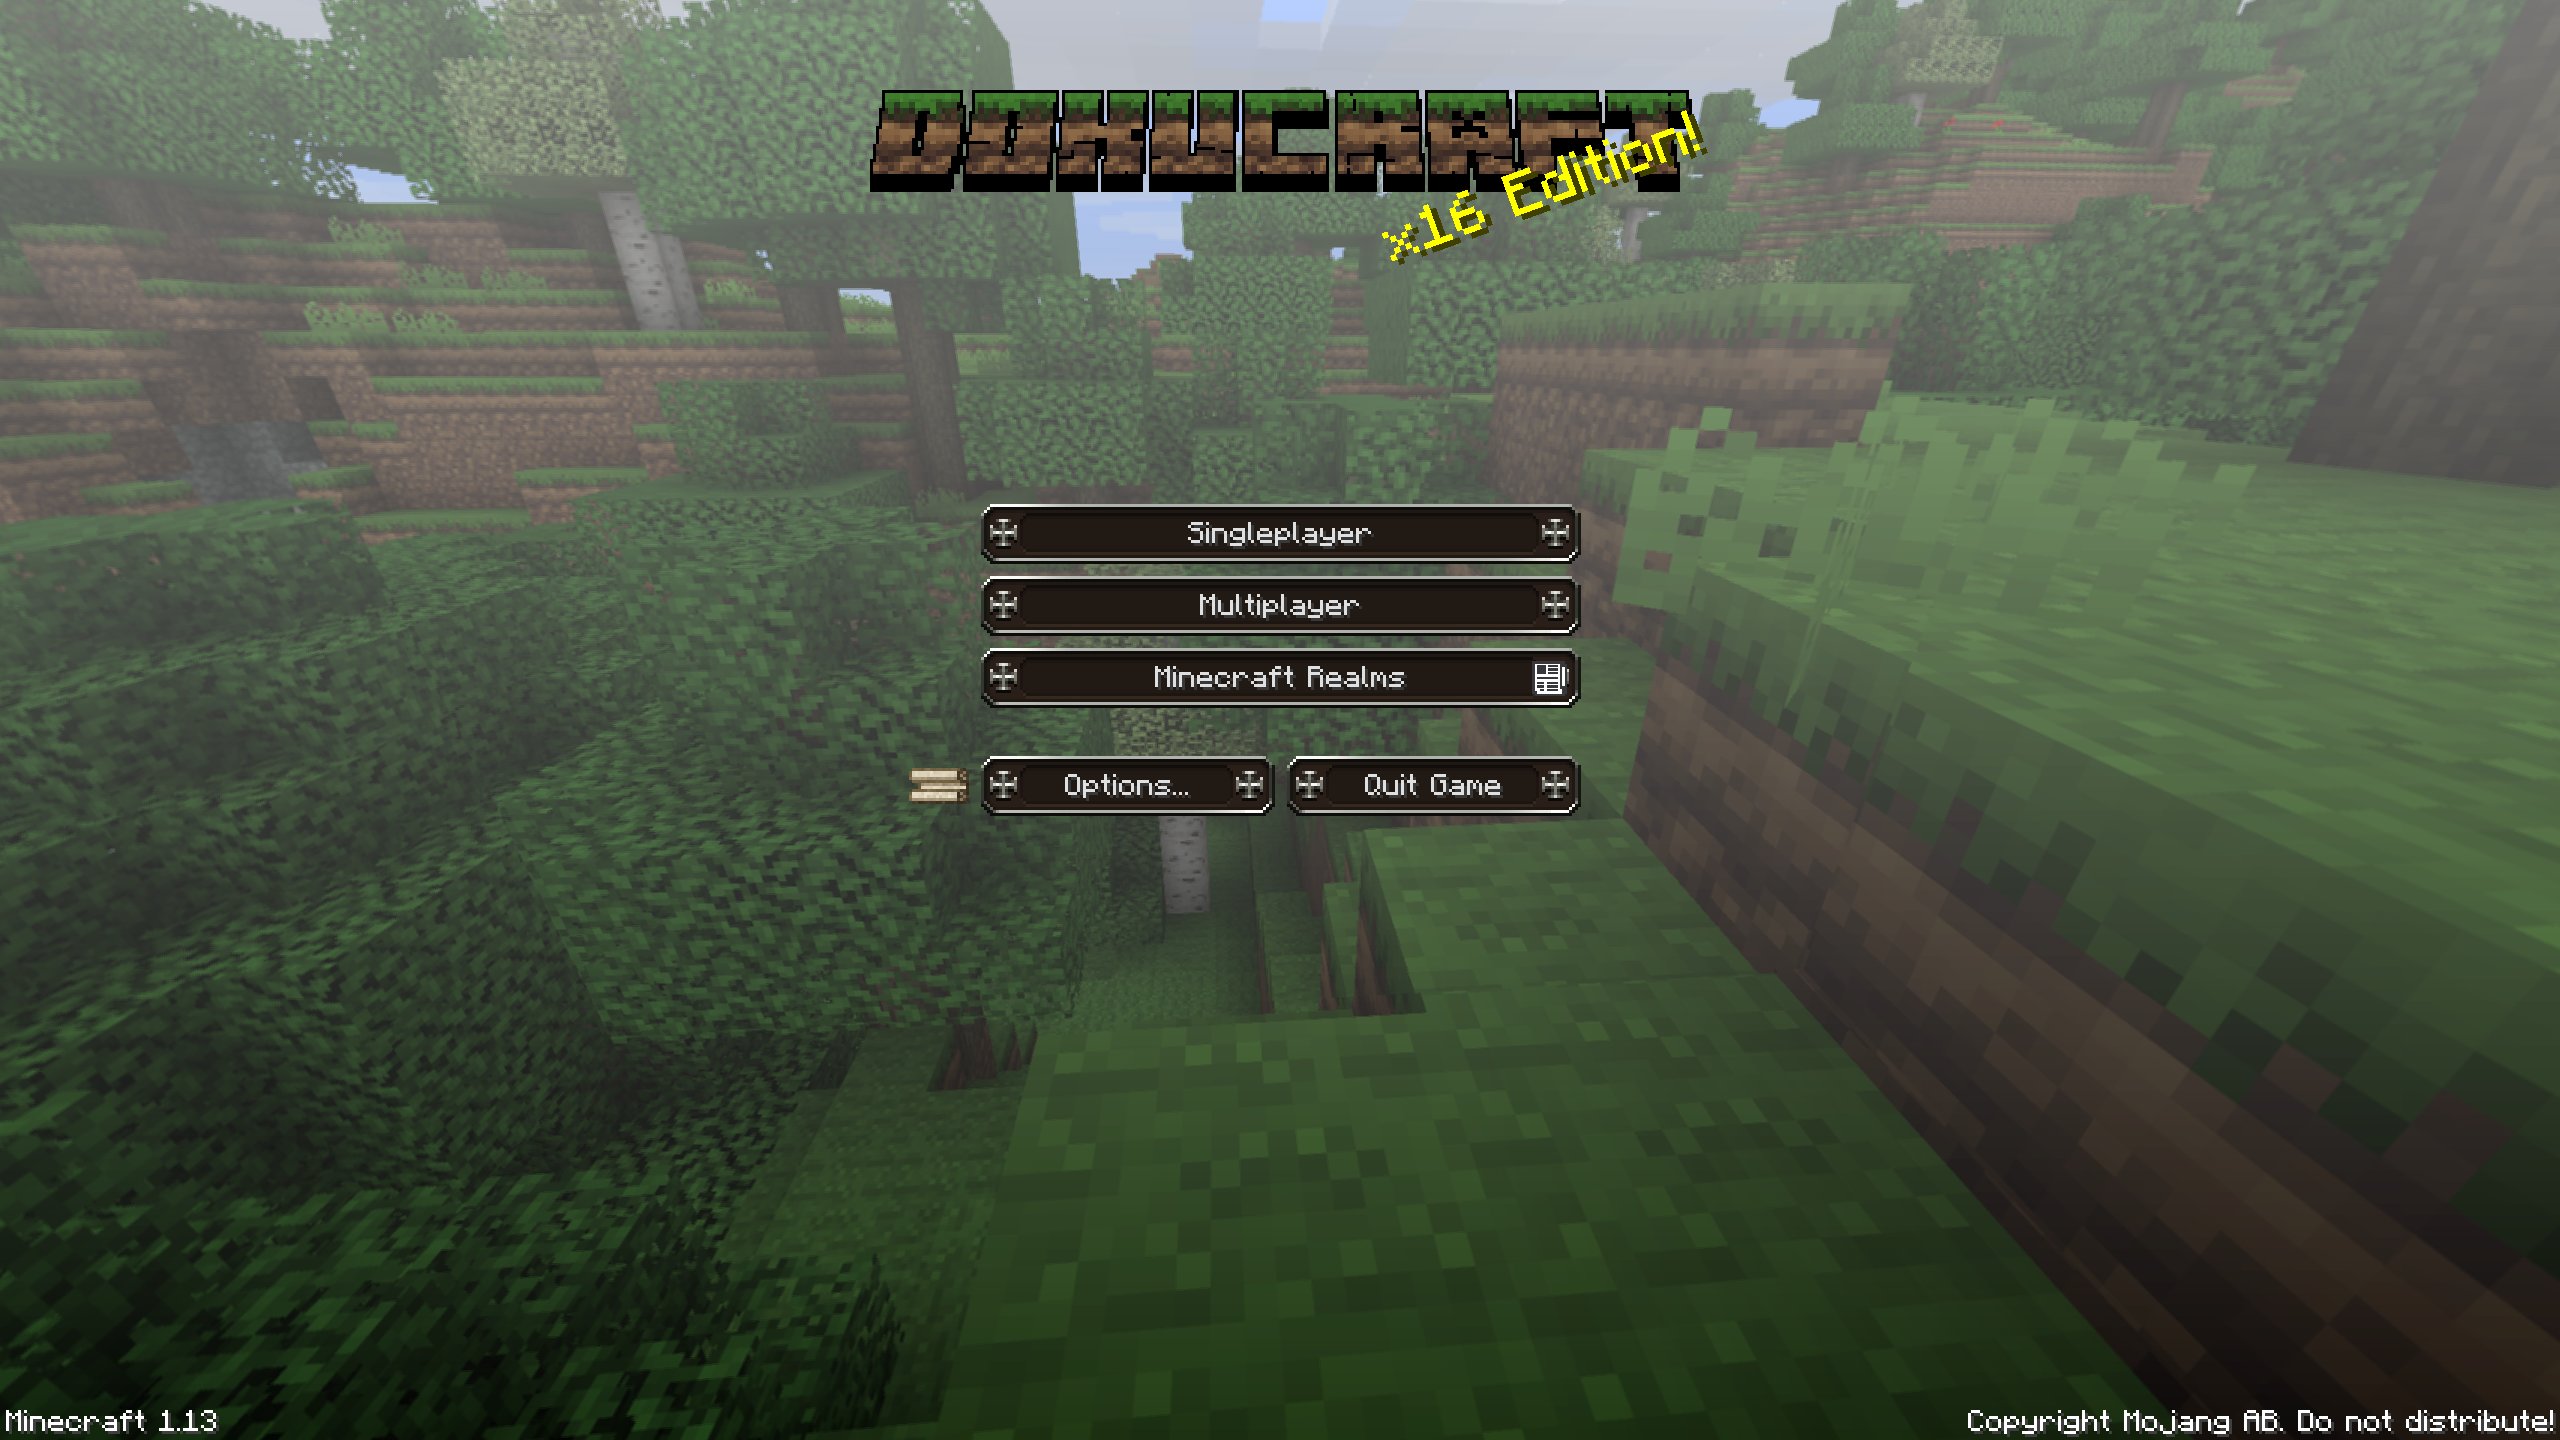 DOKUCRAFT
x16 Edition!
Singleplayer
Multiplayer
Minecraft Realms
Options...
Quit Game
Minecraft 1.13
Copyright Mojang AB. Do not distribute!